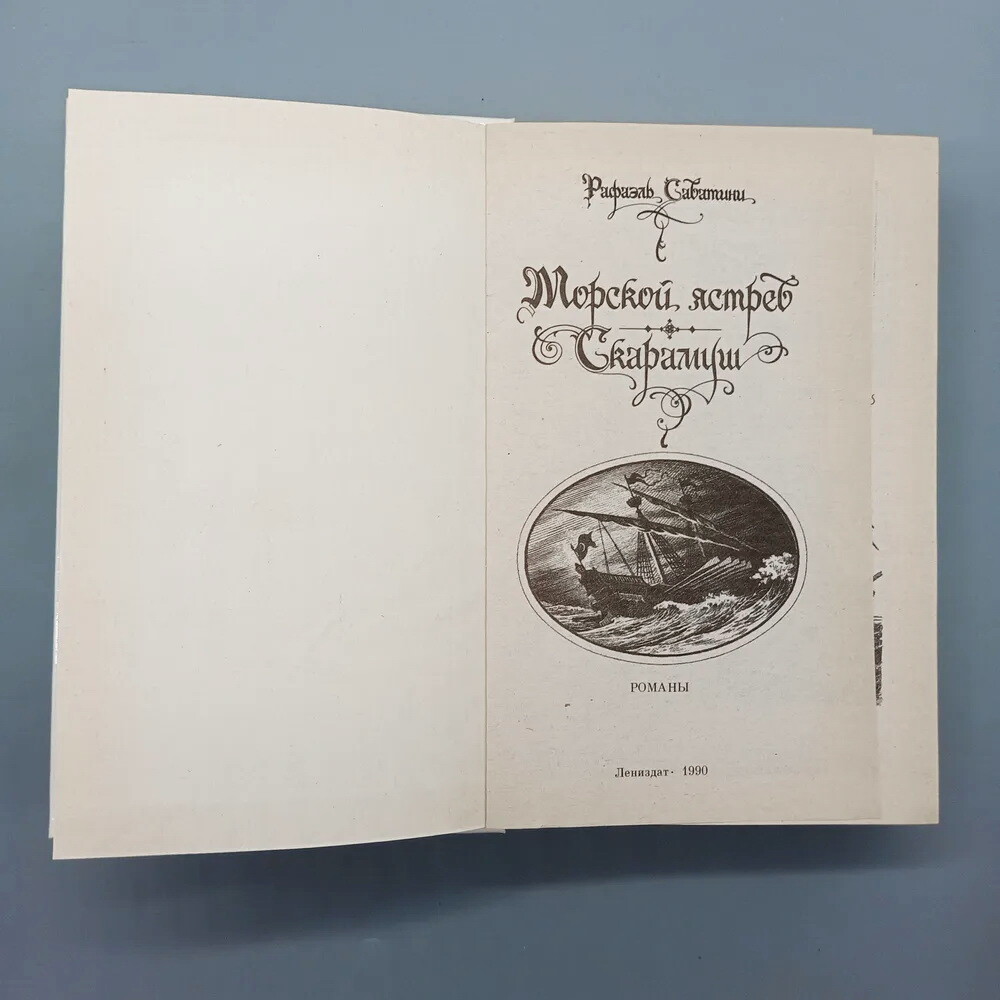 Рафаэль Сабатини
Морской ястреб
Скарамуш
РОМАНЫ
Лениздат · 1990